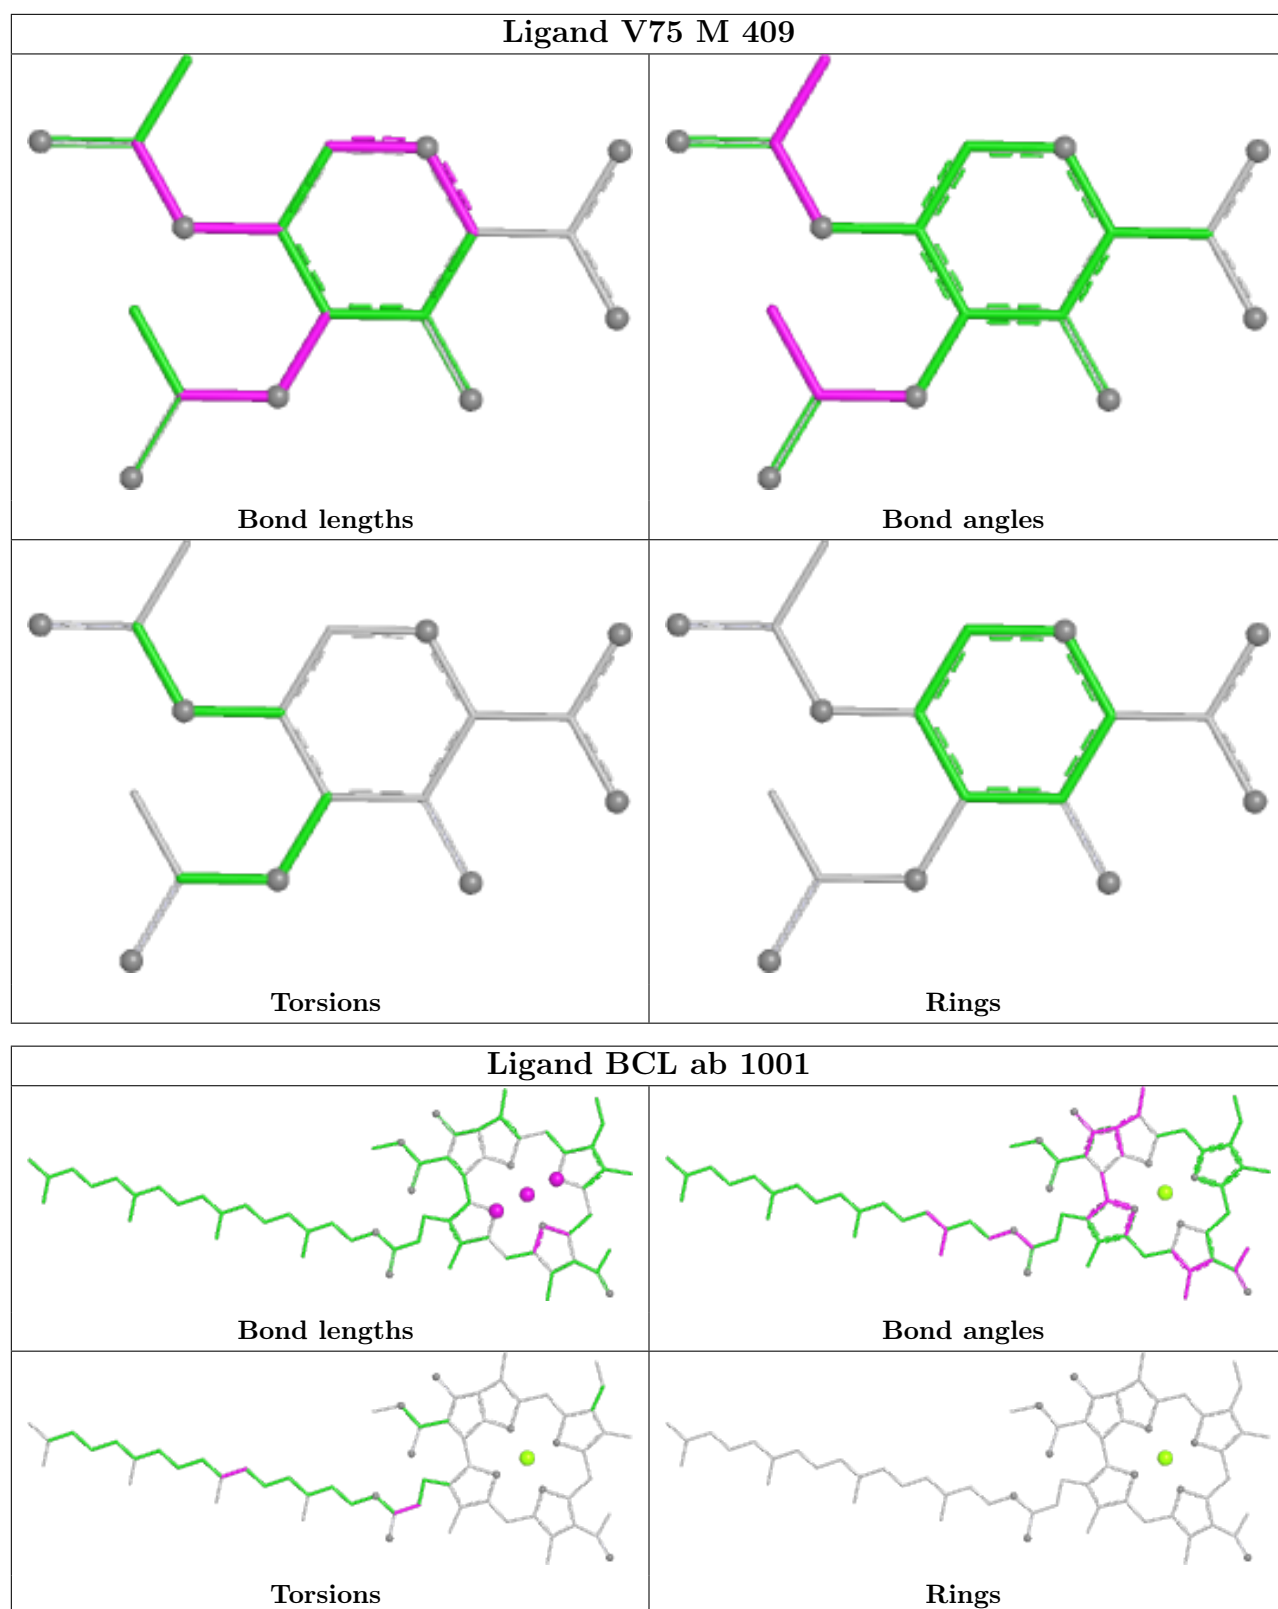 Ligand V75 M 409
Bond lengths
Bond angles
Torsions
Rings
Ligand BCL ab 1001
Bond lengths
Bond angles
Torsions
Rings